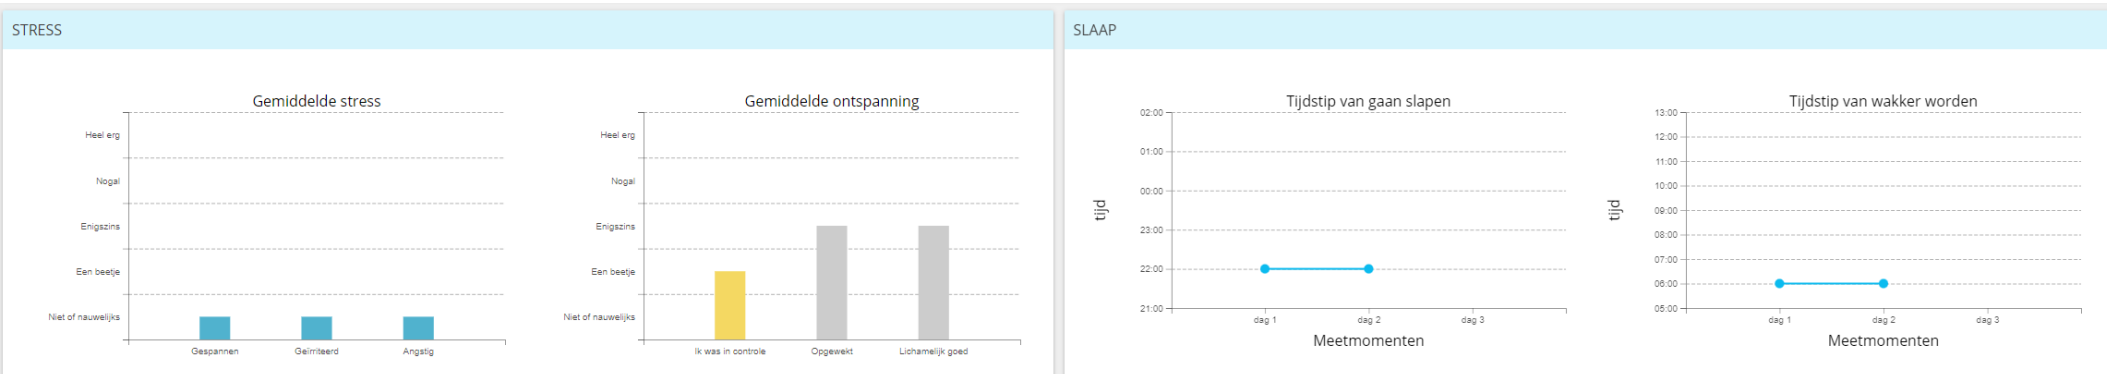 STRESS
Gemiddelde stress
Heel erg
Nogal
Enigszins
Een beetje
Niet of nauwelijks
Gespannen
Geïrriteerd
Angstig
Gemiddelde ontspanning
Heel erg
Nogal
Enigszins
Een beetje
Niet of nauwelijks
Ik was in controle
Opgewekt
Lichamelijk goed
SLAAP
Tijdstip van gaan slapen
tijd
02:00
01:00
00:00
23:00
22:00
21:00
dag 1
dag 2
dag 3
Meetmomenten
Tijdstip van wakker worden
tijd
13:00
12:00
11:00
10:00
09:00
08:00
07:00
06:00
05:00
dag 1
dag 2
dag 3
Meetmomenten